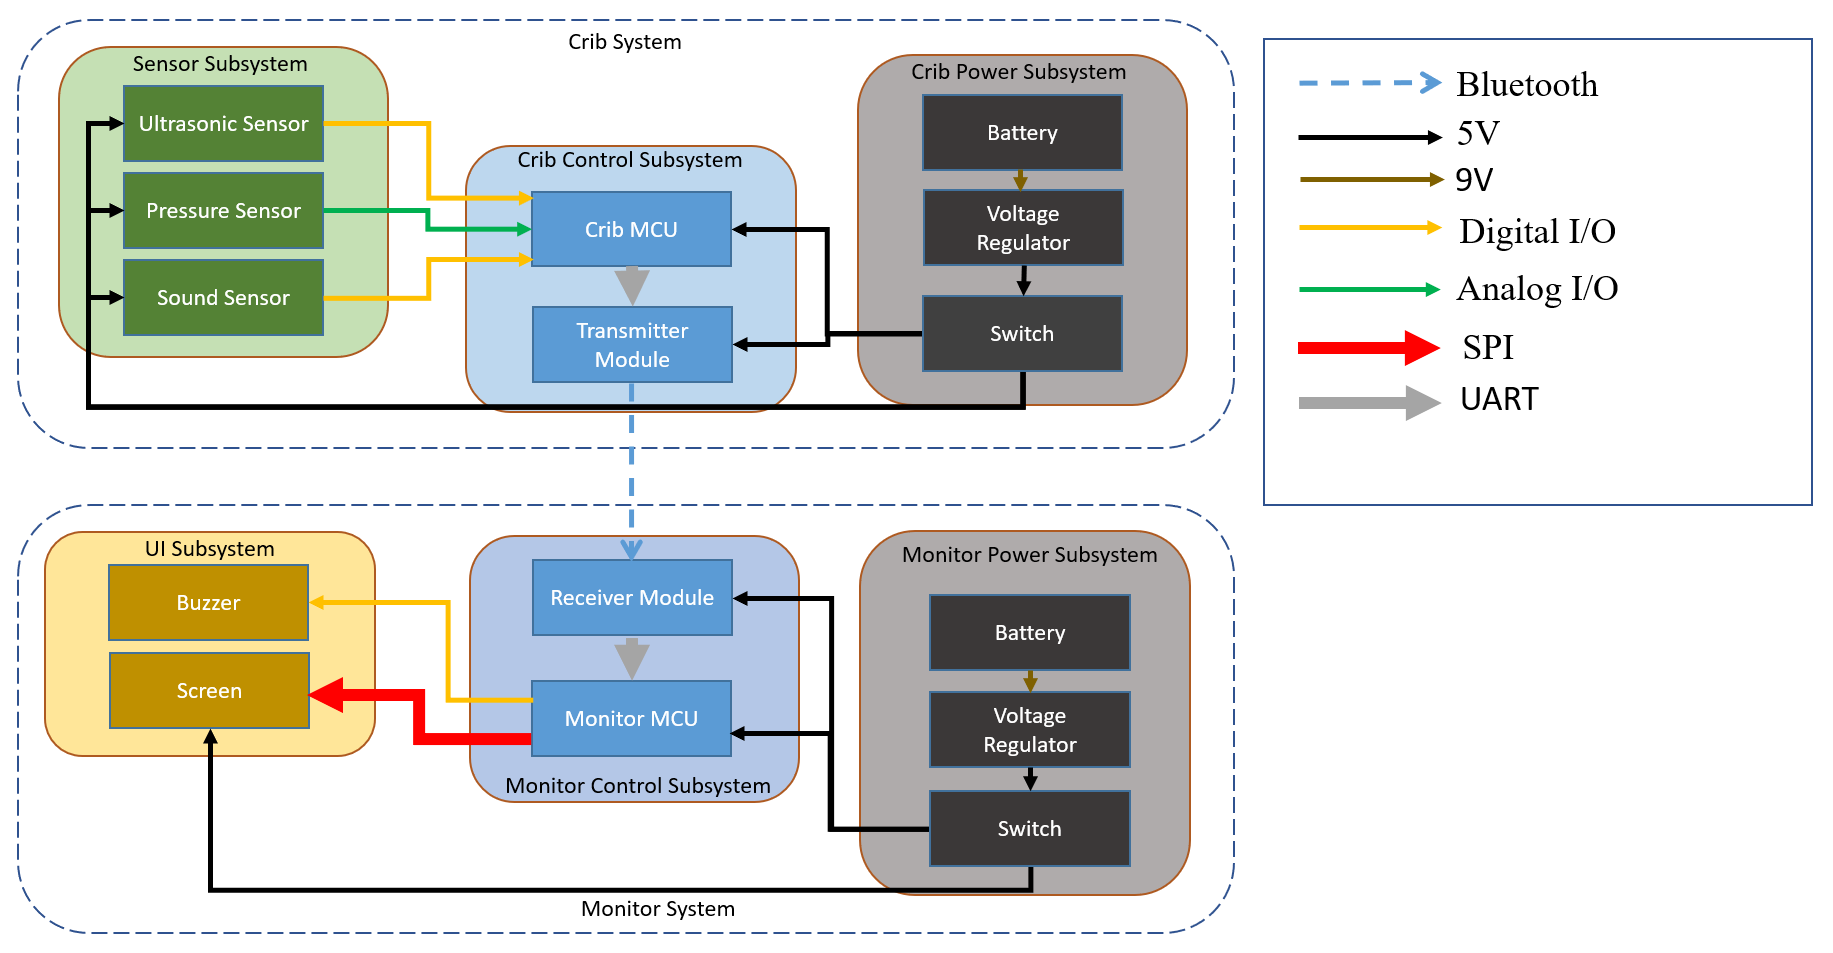 Crib System
Sensor Subsystem
Ultrasonic Sensor
Pressure Sensor
Sound Sensor
Crib Control Subsystem
Crib MCU
Transmitter
Module
Crib Power Subsystem
Battery
Voltage
Regulator
Switch
Bluetooth
5V
9V
Digital I/O
Analog I/O
SPI
UART
UI Subsystem
Buzzer
Screen
Receiver Module
Monitor MCU
Monitor Control Subsystem
Monitor Power Subsystem
Battery
Voltage
Regulator
Switch
Monitor System